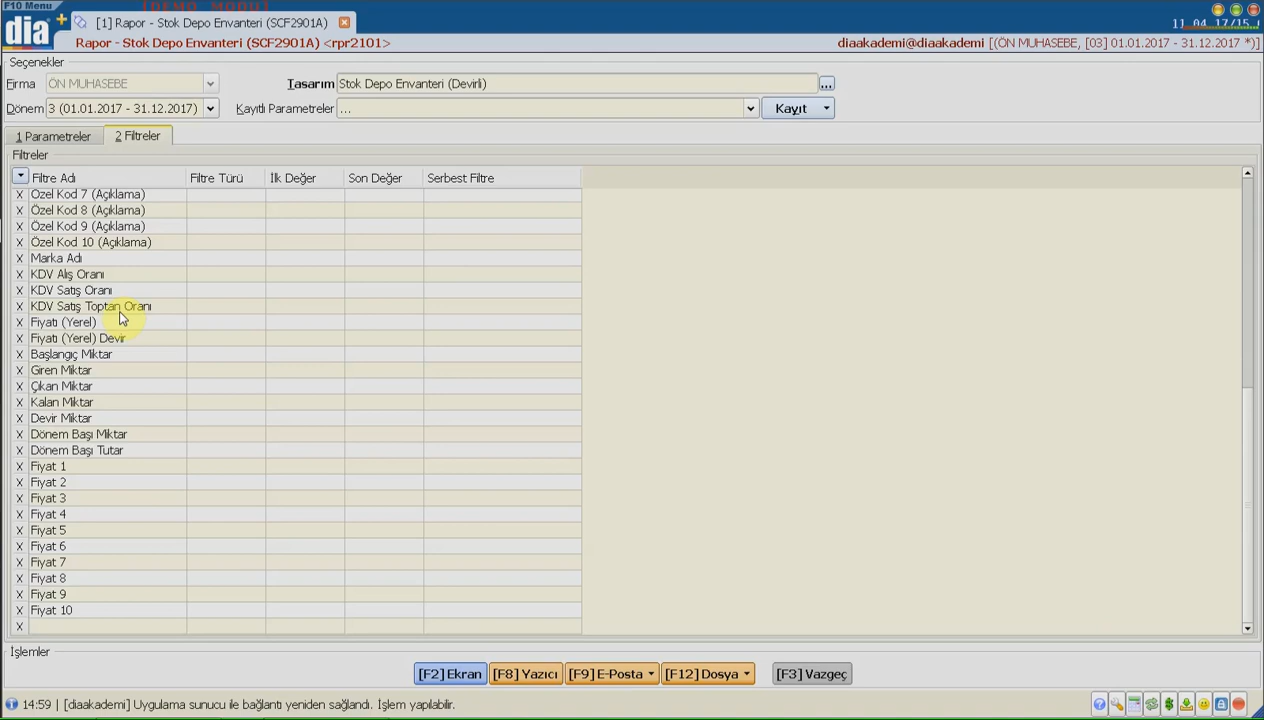 F10 Menu
[DEMO MODU]
dia
[1] Rapor - Stok Depo Envanteri (SCF2901A)
11 04 17/15
Rapor - Stok Depo Envanteri (SCF2901A) <rpr2101>
diaakademi@diaakademi [(ÖN MUHASEBE, [03] 01.01.2017 - 31.12.2017 *)]
Seçenekler
Firma ÖN MUHASEBE
Tasarım Stok Depo Envanteri (Devirli) ...
Dönem 3 (01.01.2017 - 31.12.2017)
Kayıtlı Parametreler ...
Kayıt
1 Parametreler
2 Filtreler
Filtreler
Filtre Adı Filtre Türü İlk Değer Son Değer Serbest Filtre
X Özel Kod 7 (Açıklama)
X Özel Kod 8 (Açıklama)
X Özel Kod 9 (Açıklama)
X Özel Kod 10 (Açıklama)
X Marka Adı
X KDV Alış Oranı
X KDV Satış Oranı
X KDV Satış Toptan Oranı
X Fiyatı (Yerel)
X Fiyatı (Yerel) Devir
X Başlangıç Miktar
X Giren Miktar
X Çıkan Miktar
X Kalan Miktar
X Devir Miktar
X Dönem Başı Miktar
X Dönem Başı Tutar
X Fiyat 1
X Fiyat 2
X Fiyat 3
X Fiyat 4
X Fiyat 5
X Fiyat 6
X Fiyat 7
X Fiyat 8
X Fiyat 9
X Fiyat 10
X
İşlemler
[F2] Ekran [F8] Yazıcı [F9] E-Posta [F12] Dosya [F3] Vazgeç
14:59 | [diaakademi] Uygulama sunucu ile bağlantı yeniden sağlandı. İşlem yapılabilir.